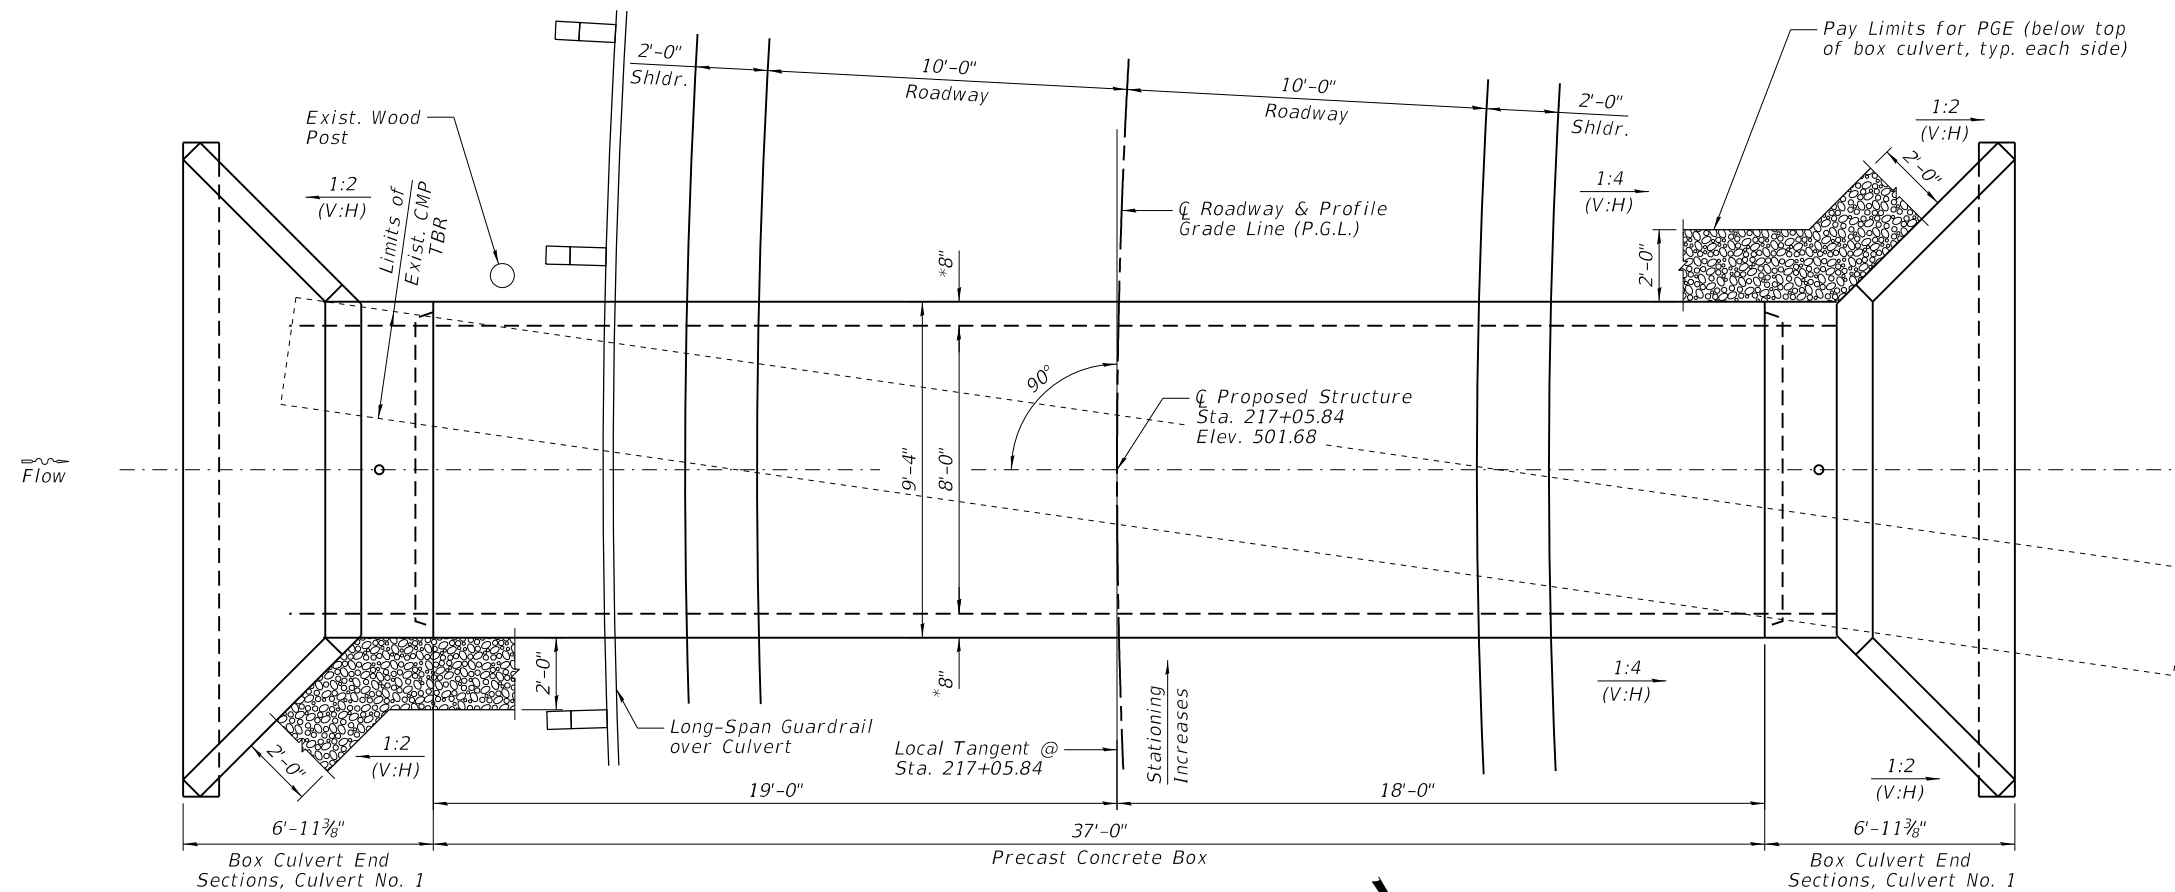 Pay Limits for PGE (below top
of box culvert, typ. each side)
2'-0"
Shldr.
10'-0"
Roadway
10'-0"
Roadway
2'-0"
Shldr.
1:2
(V:H)
Exist. Wood
Post
1:2
(V:H)
Limits of
Exist. CMP
TBR
1:4
(V:H)
2'-0"
℄ Roadway & Profile
Grade Line (P.G.L.)
*8"
2'-0"
90°
℄ Proposed Structure
Sta. 217+05.84
Elev. 501.68
Flow
9'-4"
8'-0"
2'-0"
*8"
1:4
(V:H)
Stationing
Increases
Long-Span Guardrail
over Culvert
Local Tangent @
Sta. 217+05.84
2'-0"
1:2
(V:H)
1:2
(V:H)
19'-0"
18'-0"
6'-11⅜"
37'-0"
6'-11⅜"
Box Culvert End
Sections, Culvert No. 1
Precast Concrete Box
Box Culvert End
Sections, Culvert No. 1